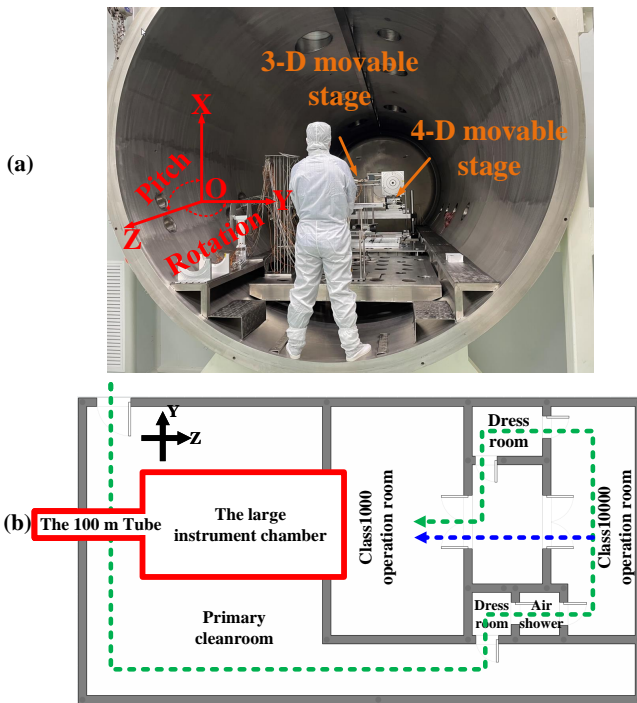 (a)
3-D movable
stage
4-D movable
stage
X
Pitch
O
Y
Z
Rotation
(b)
Y
Z
The 100 m Tube
The large
instrument chamber
Primary
cleanroom
Class1000
operation room
Dress
room
Class10000
operation room
Dress
room
Air
shower